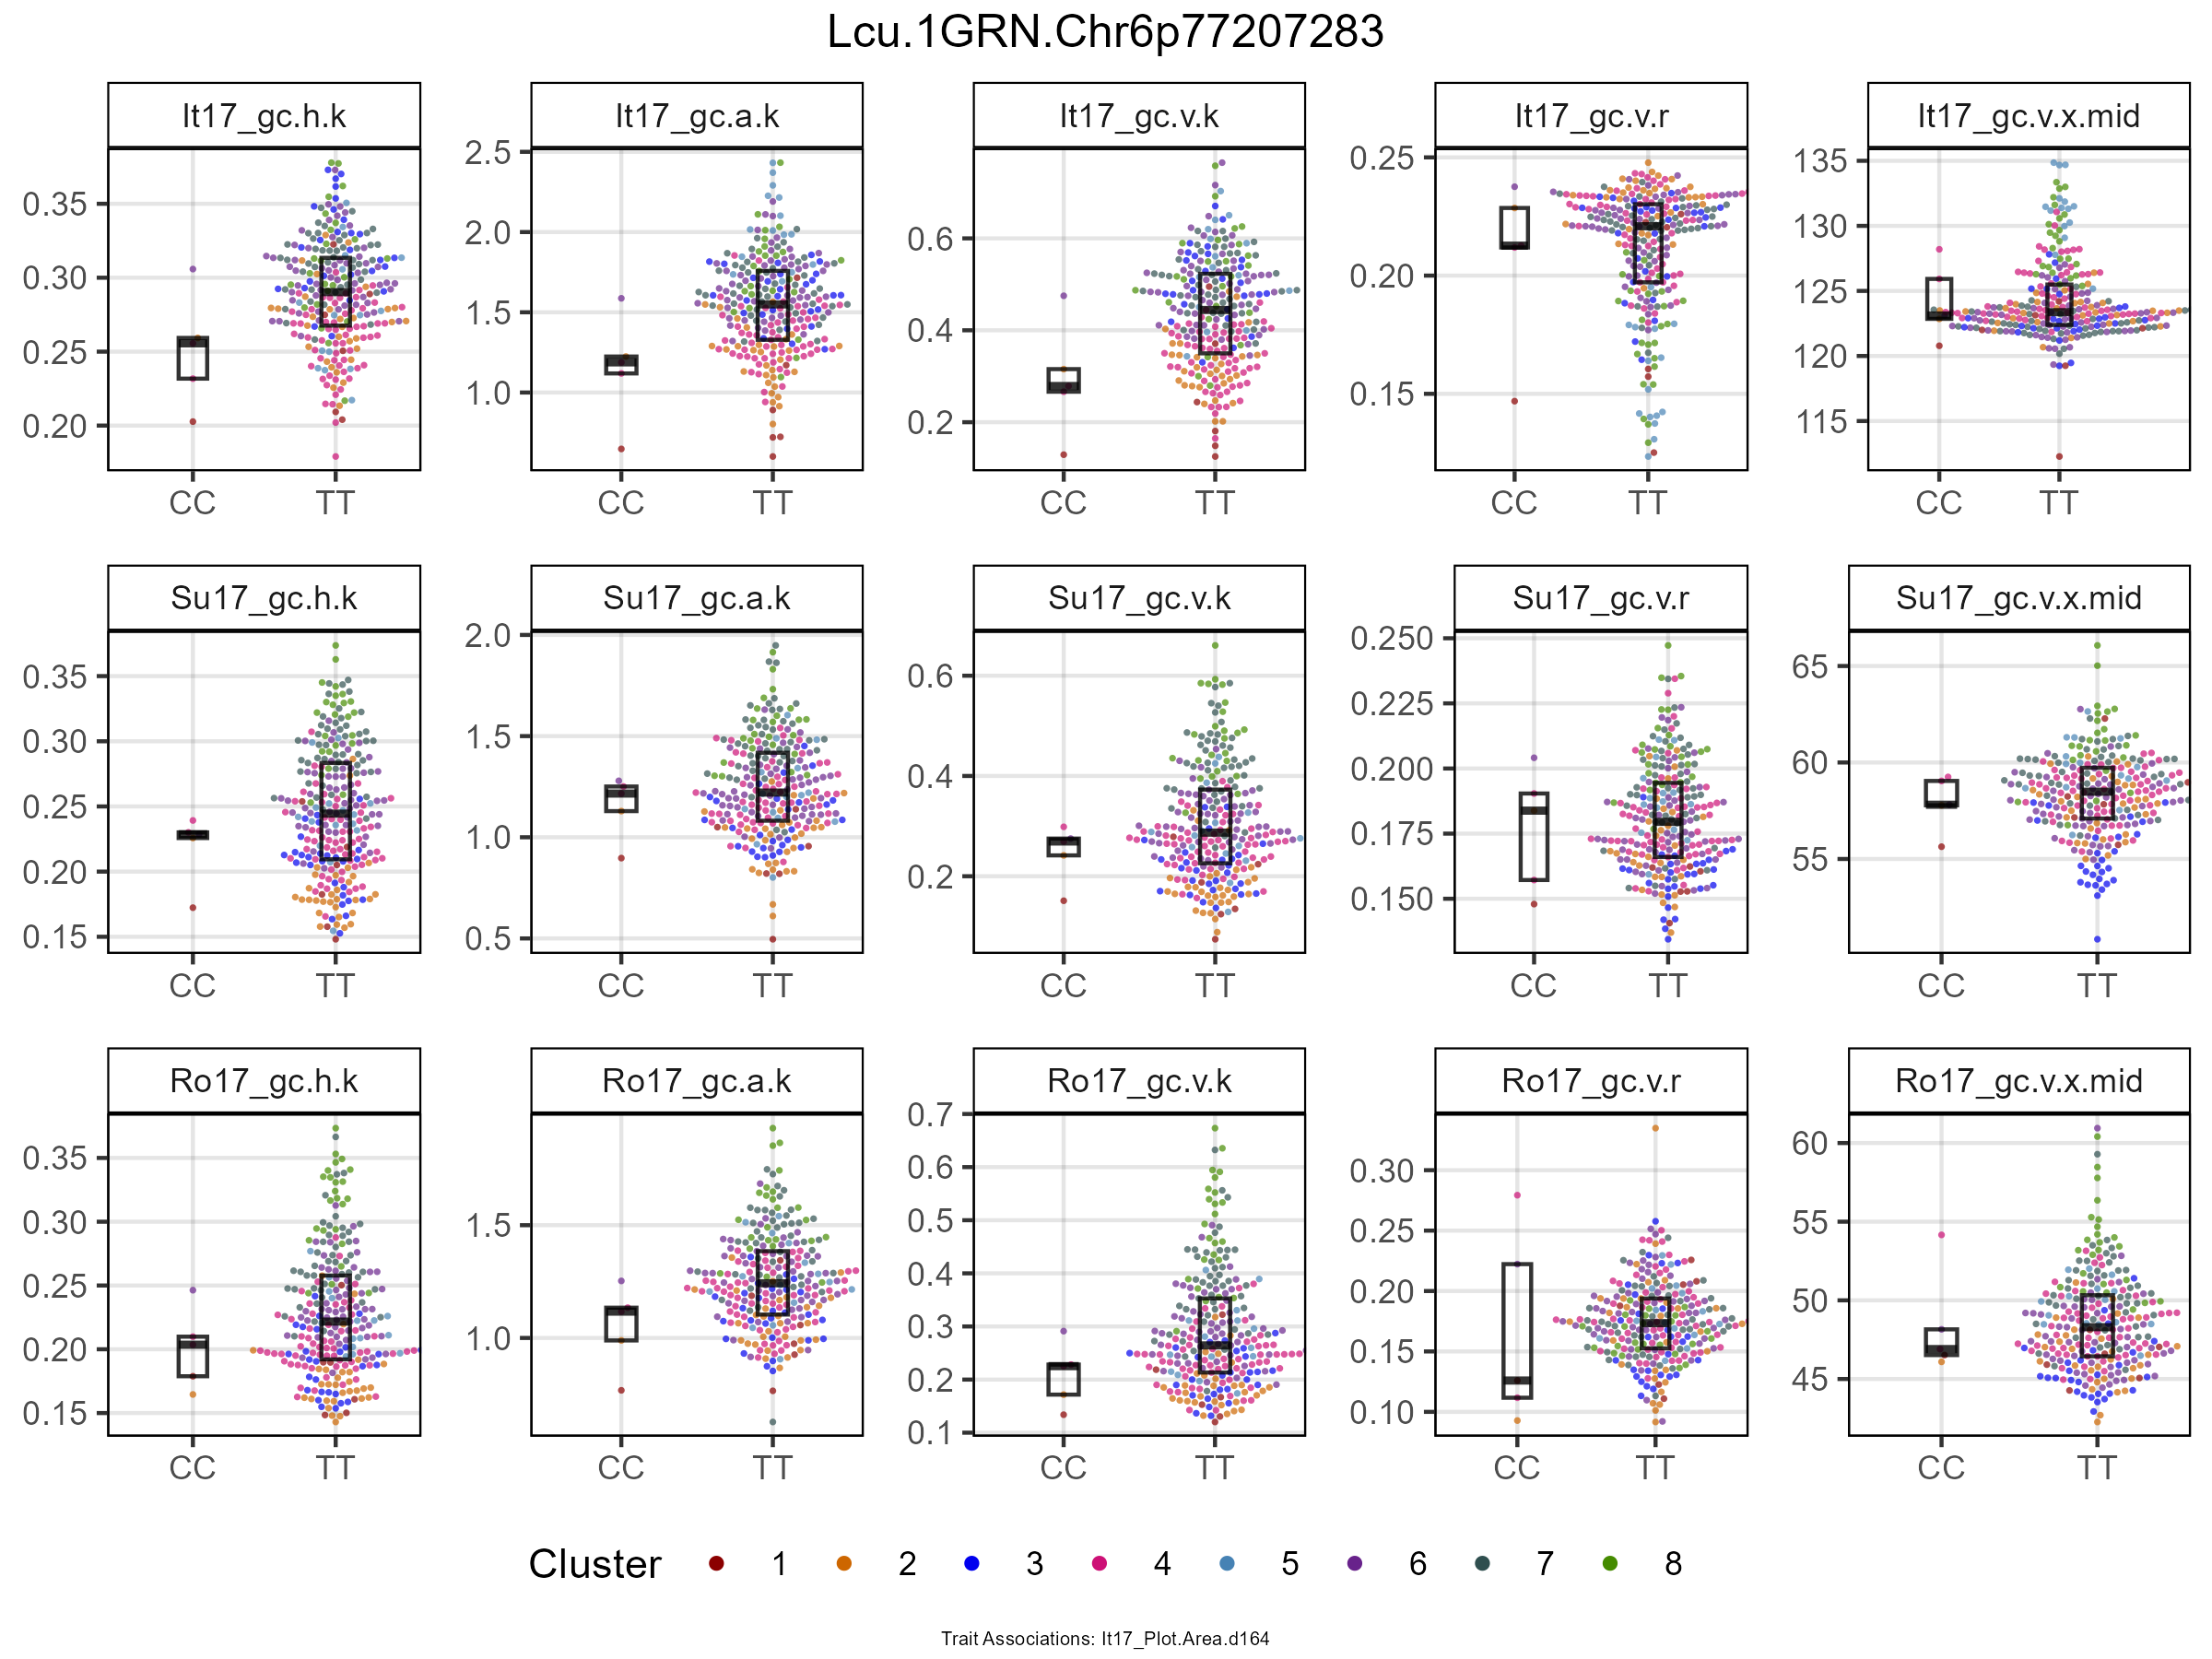 Lcu.1GRN.Chr6p77207283
It17_gc.h.k It17_gc.a.k It17_gc.v.k It17_gc.v.r It17_gc.v.x.mid
0.35 0.30 0.25 0.20
2.5 2.0 1.5 1.0
0.6 0.4 0.2
0.25 0.20 0.15
135 130 125 120 115
CC TT CC TT CC TT CC TT CC TT
Su17_gc.h.k Su17_gc.a.k Su17_gc.v.k Su17_gc.v.r Su17_gc.v.x.mid
0.35 0.30 0.25 0.20 0.15
2.0 1.5 1.0 0.5
0.6 0.4 0.2
0.250 0.225 0.200 0.175 0.150
65 60 55
CC TT CC TT CC TT CC TT CC TT
Ro17_gc.h.k Ro17_gc.a.k Ro17_gc.v.k Ro17_gc.v.r Ro17_gc.v.x.mid
0.35 0.30 0.25 0.20 0.15
1.5 1.0
0.7 0.6 0.5 0.4 0.3 0.2 0.1
0.30 0.25 0.20 0.15 0.10
60 55 50 45
CC TT CC TT CC TT CC TT CC TT
Cluster 1 2 3 4 5 6 7 8
Trait Associations: It17_Plot.Area.d164